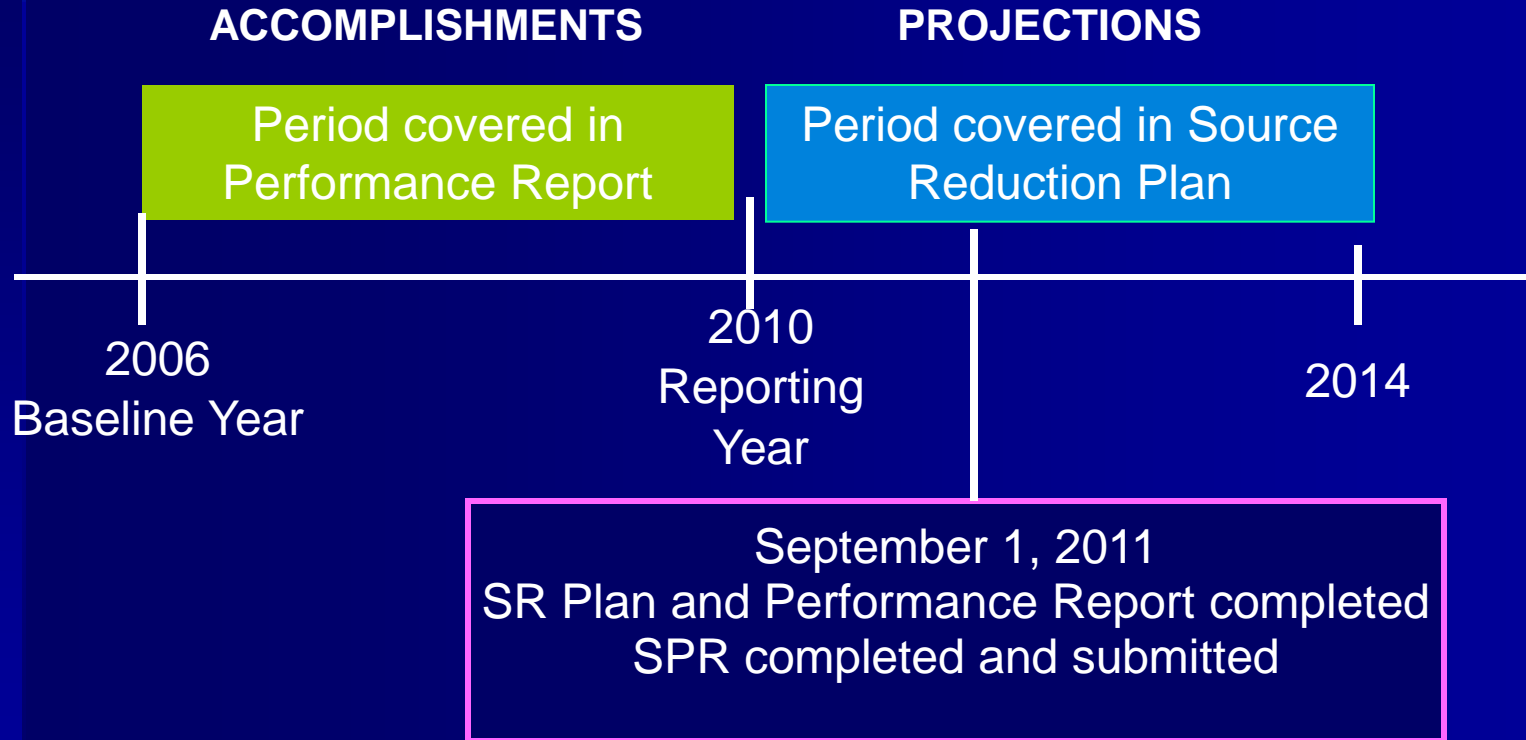 ACCOMPLISHMENTS
PROJECTIONS
Period covered in
Performance Report
Period covered in Source
Reduction Plan
2006
Baseline Year
2010
Reporting
Year
2014
September 1, 2011
SR Plan and Performance Report completed
SPR completed and submitted